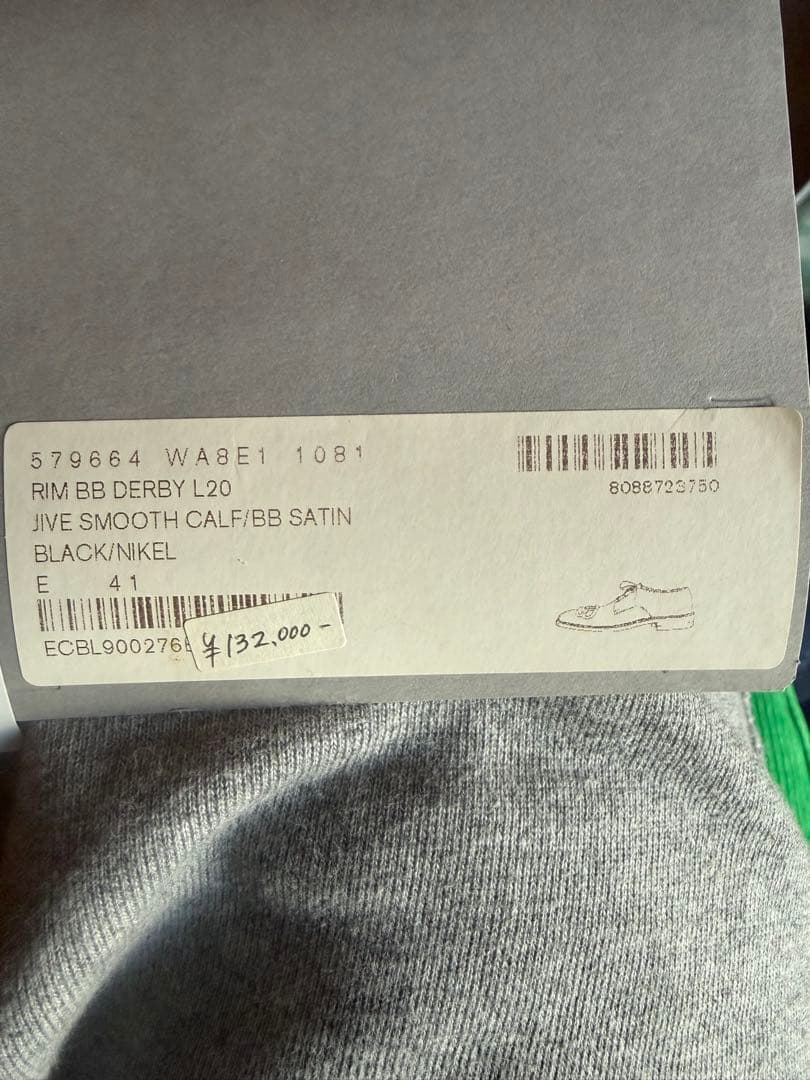 579664 WA8E1 1081
RIM BB DERBY L20
JIVE SMOOTH CALF/BB SATIN
BLACK/NIKEL
E 41
ECBL900276
¥132,000-
8088723750